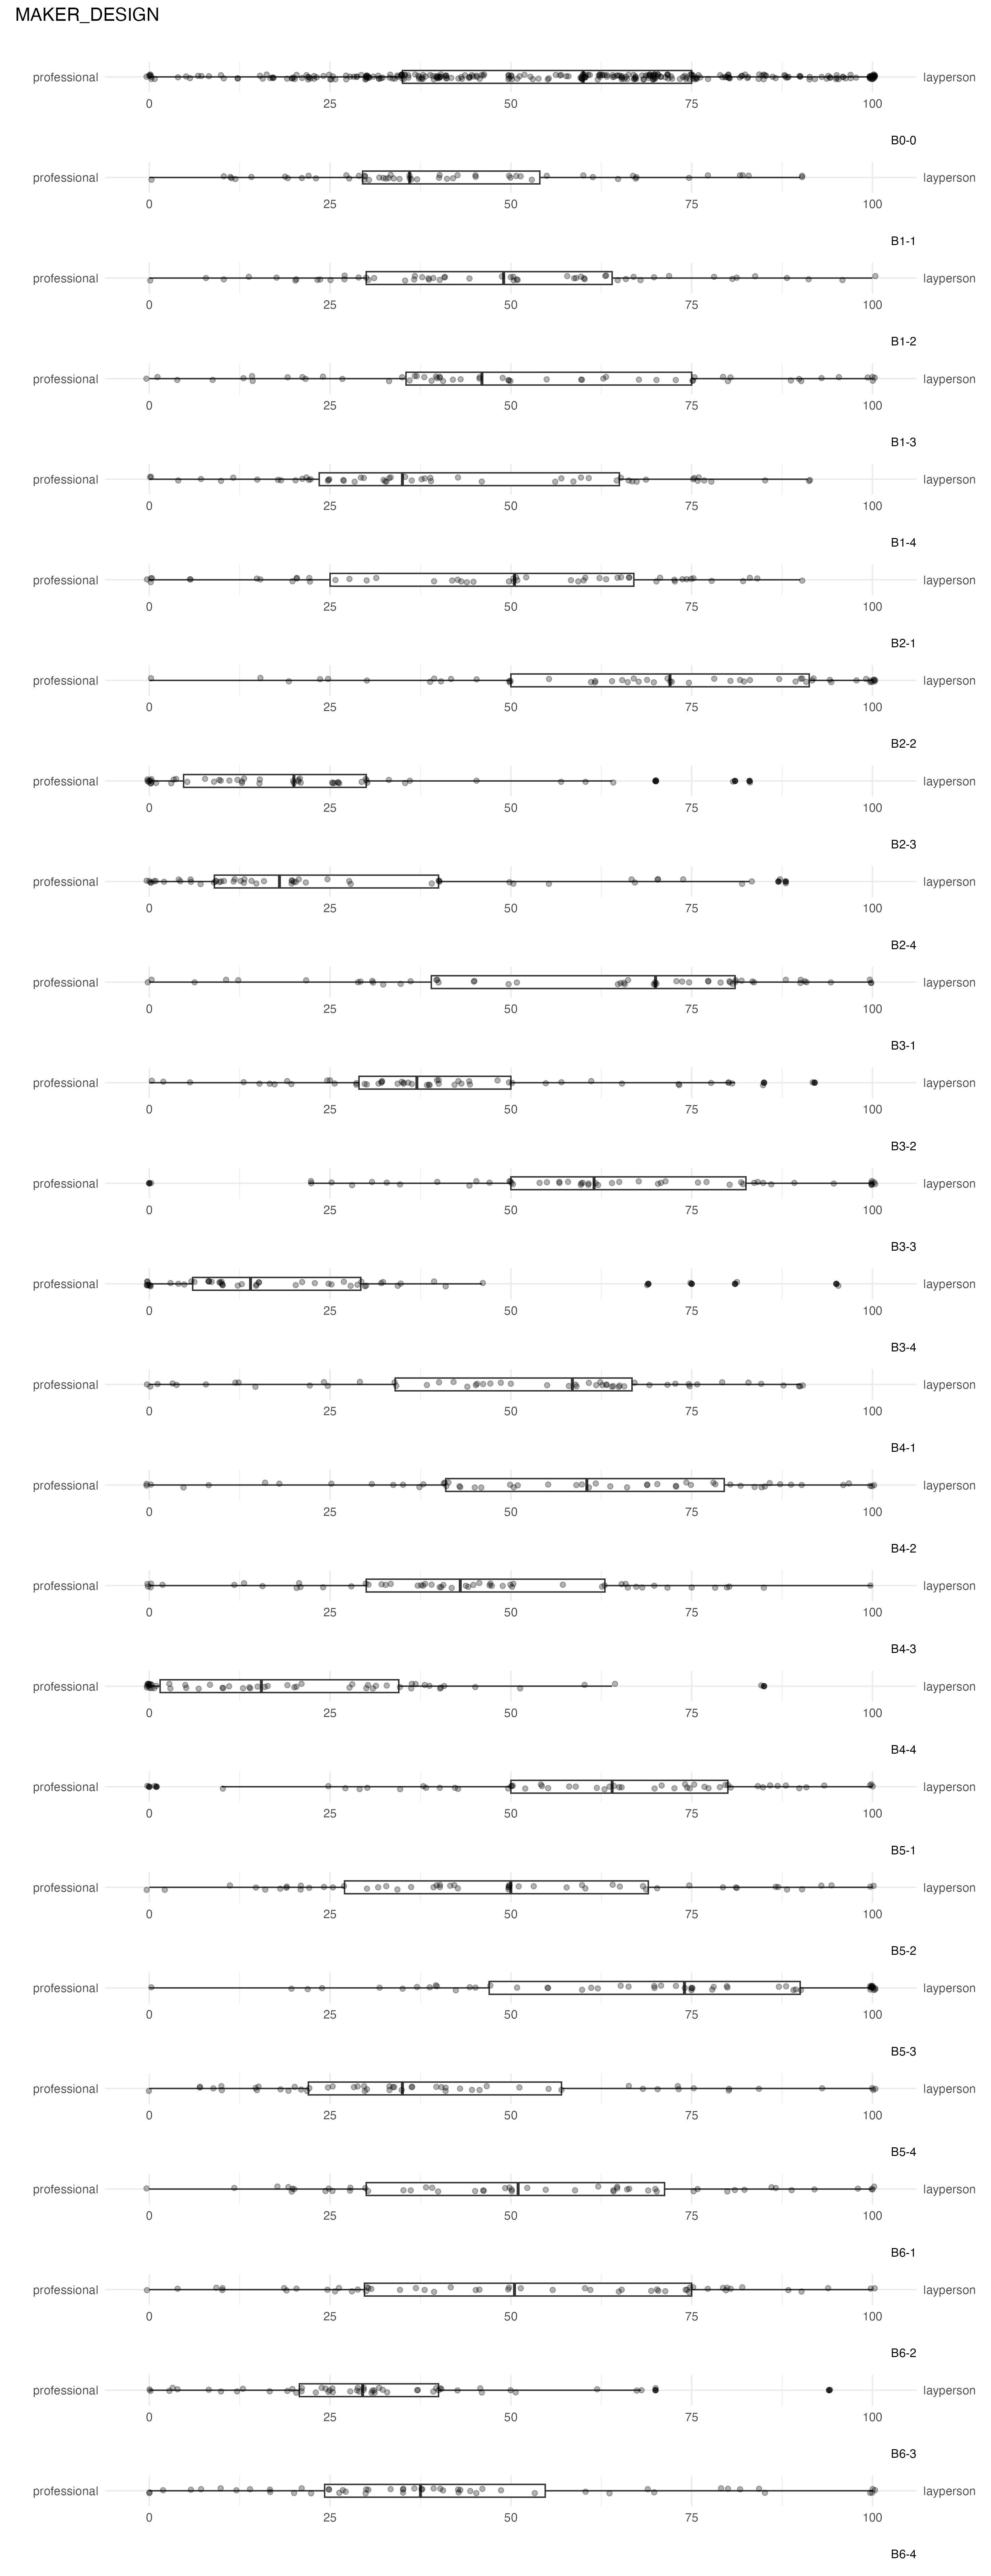 MAKER_DESIGN
professional layperson
0 25 50 75 100
B0-0
professional layperson
0 25 50 75 100
B1-1
professional layperson
0 25 50 75 100
B1-2
professional layperson
0 25 50 75 100
B1-3
professional layperson
0 25 50 75 100
B1-4
professional layperson
0 25 50 75 100
B2-1
professional layperson
0 25 50 75 100
B2-2
professional layperson
0 25 50 75 100
B2-3
professional layperson
0 25 50 75 100
B2-4
professional layperson
0 25 50 75 100
B3-1
professional layperson
0 25 50 75 100
B3-2
professional layperson
0 25 50 75 100
B3-3
professional layperson
0 25 50 75 100
B3-4
professional layperson
0 25 50 75 100
B4-1
professional layperson
0 25 50 75 100
B4-2
professional layperson
0 25 50 75 100
B4-3
professional layperson
0 25 50 75 100
B4-4
professional layperson
0 25 50 75 100
B5-1
professional layperson
0 25 50 75 100
B5-2
professional layperson
0 25 50 75 100
B5-3
professional layperson
0 25 50 75 100
B5-4
professional layperson
0 25 50 75 100
B6-1
professional layperson
0 25 50 75 100
B6-2
professional layperson
0 25 50 75 100
B6-3
professional layperson
0 25 50 75 100
B6-4